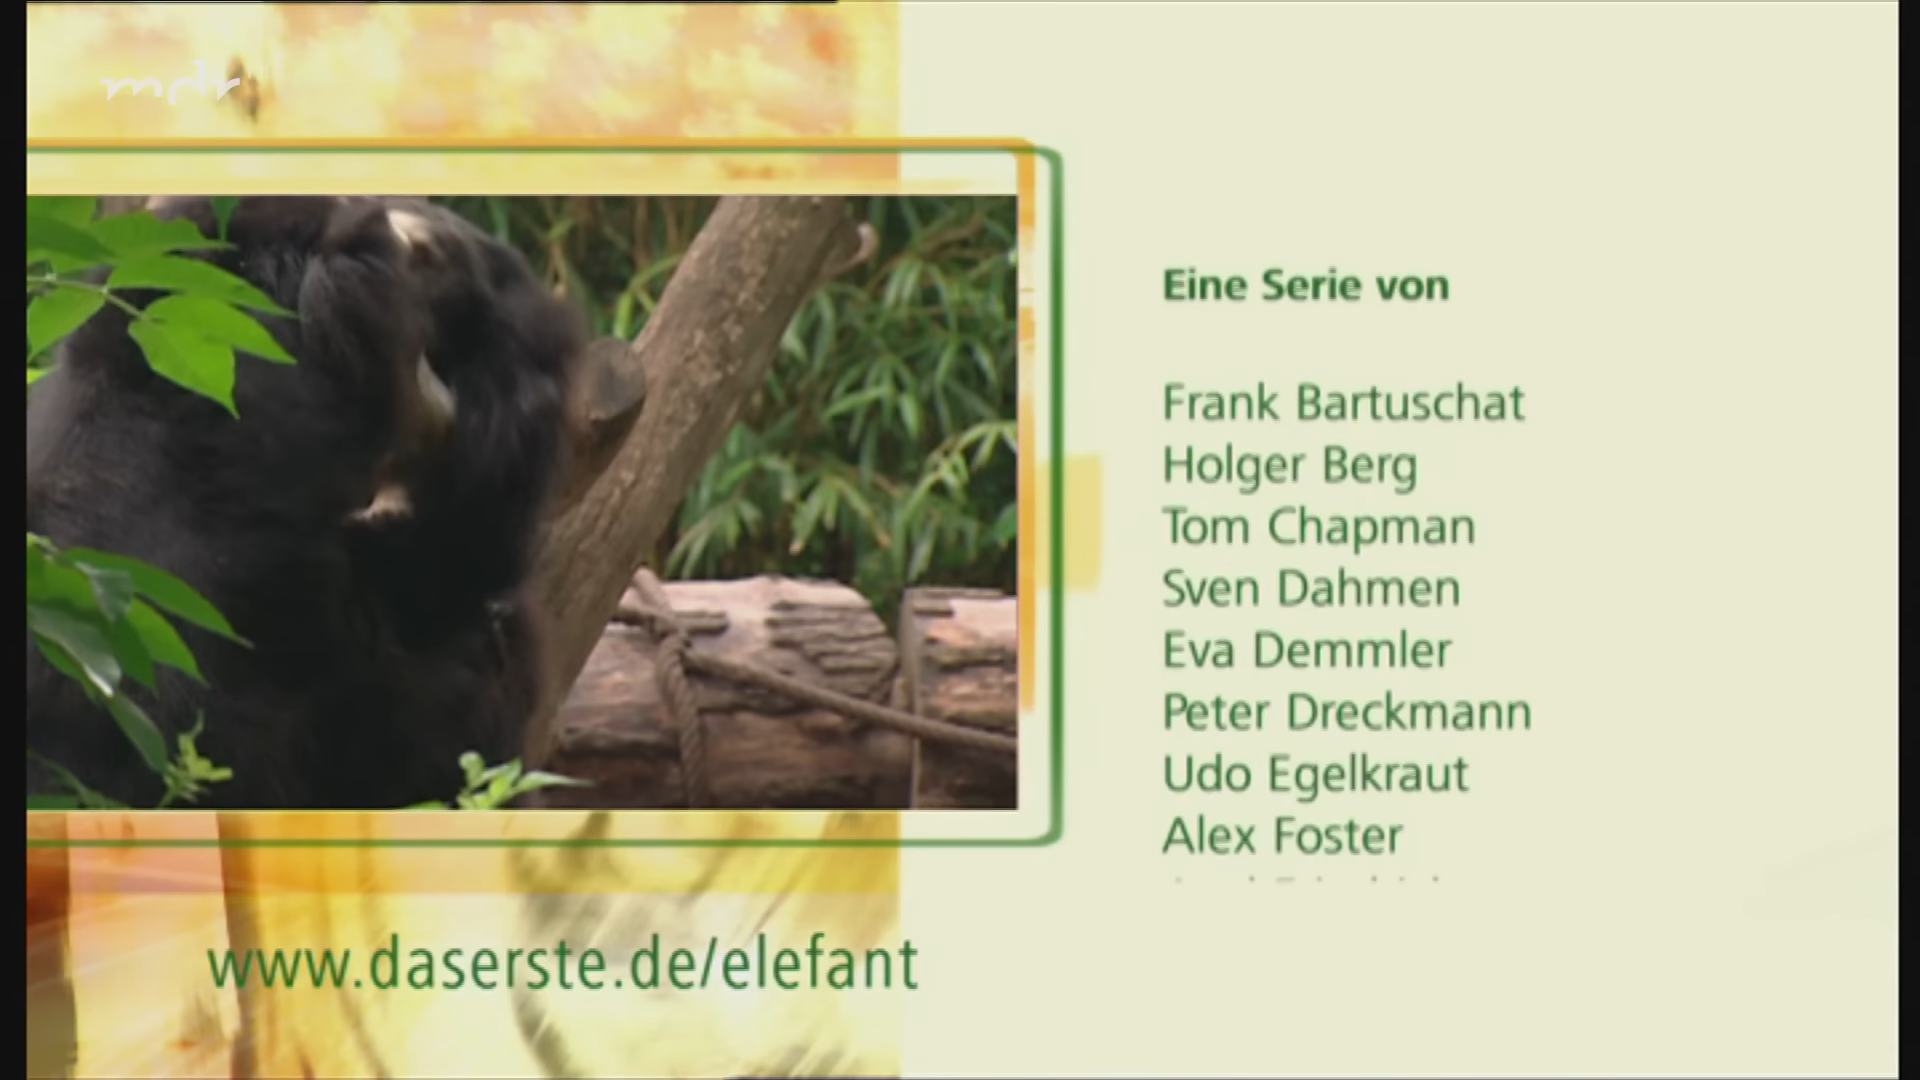 mdr
Eine Serie von
Frank Bartuschat
Holger Berg
Tom Chapman
Sven Dahmen
Eva Demmler
Peter Dreckmann
Udo Egelkraut
Alex Foster
www.daserste.de/elefant